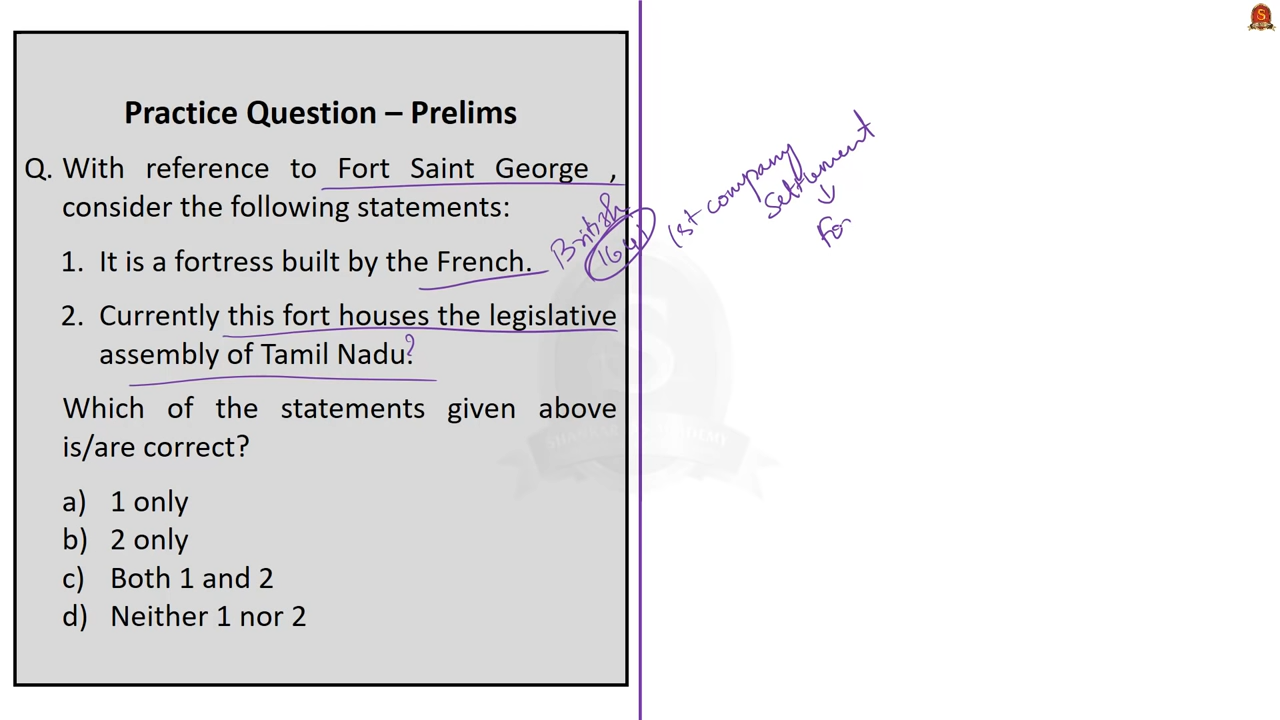 Practice Question – Prelims
Q. With reference to Fort Saint George ,
consider the following statements:
1. It is a fortress built by the French.
2. Currently this fort houses the legislative
assembly of Tamil Nadu.
?
Which of the statements given above
is/are correct?
a) 1 only
b) 2 only
c) Both 1 and 2
d) Neither 1 nor 2
British
1st company
settlement
↓
For
S
ACADEMY